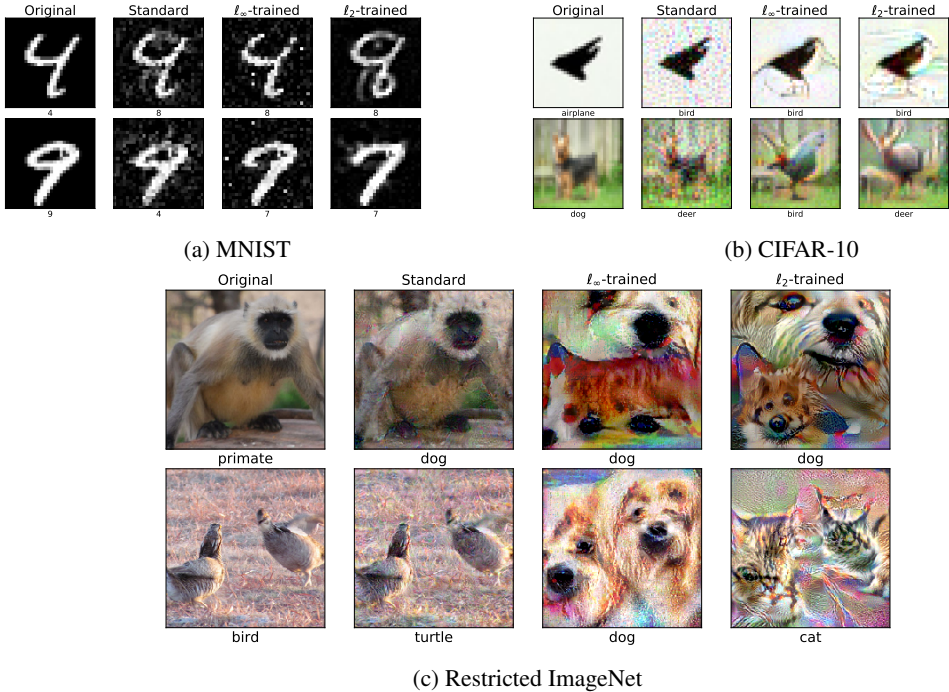 Original Standard ℓ∞-trained ℓ2-trained
4 8 8 8
9 4 7 7
(a) MNIST
Original Standard ℓ∞-trained ℓ2-trained
airplane bird bird bird
dog deer bird deer
(b) CIFAR-10
Original Standard ℓ∞-trained ℓ2-trained
primate dog dog dog
bird turtle dog cat
(c) Restricted ImageNet